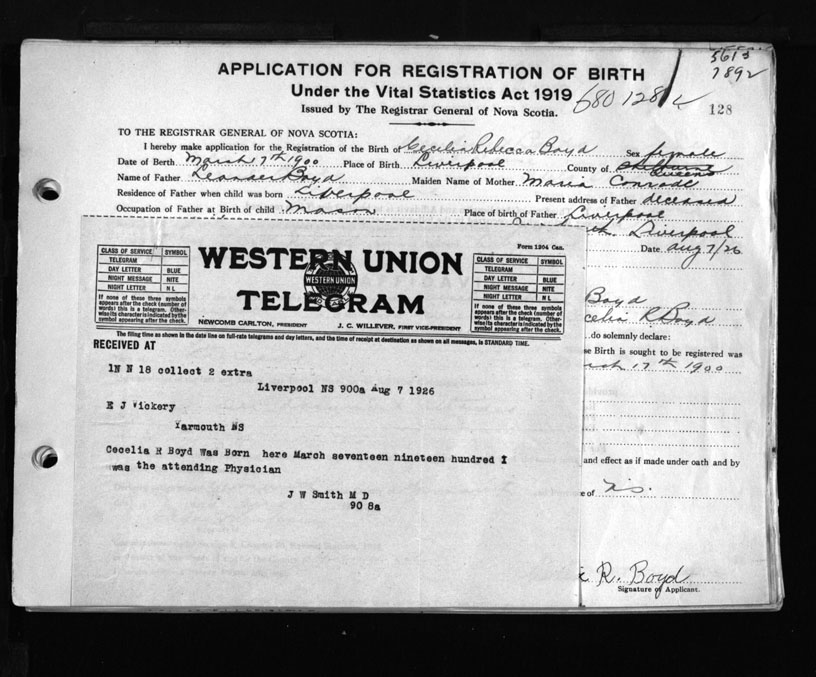 5613
7892
APPLICATION FOR REGISTRATION OF BIRTH
Under the Vital Statistics Act 1919
680 128
128
Issued by The Registrar General of Nova Scotia.
TO THE REGISTRAR GENERAL OF NOVA SCOTIA:
I hereby make application for the Registration of the Birth of Cecelia Rebecca Boyd Sex female
Date of Birth March 17th 1900 Place of Birth Liverpool County of Queens
Name of Father Leander Boyd Maiden Name of Mother Maria Conrade
Residence of Father when child was born Liverpool Present address of Father deceased
Occupation of Father at Birth of child Mason Place of birth of Father Liverpool
Liverpool
Date Aug 7/26
Form 1204 Can.
CLASS OF SERVICE SYMBOL
TELEGRAM
DAY LETTER BLUE
NIGHT MESSAGE NITE
NIGHT LETTER N L
If none of these three symbols
appears after the check (number of
words) this is a telegram. Other-
wise its character is indicated by the
symbol appearing after the check.
WESTERN UNION
WESTERN UNION
TELEGRAM
NEWCOMB CARLTON, PRESIDENT J. C. WILLEVER, FIRST VICE-PRESIDENT
CLASS OF SERVICE SYMBOL
TELEGRAM
DAY LETTER BLUE
NIGHT MESSAGE NITE
NIGHT LETTER N L
If none of these three symbols
appears after the check (number of
words) this is a telegram. Other-
wise its character is indicated by the
symbol appearing after the check.
Boyd
celia R Boyd
do solemnly declare:
The filing time as shown in the date line on full-rate telegrams and day letters, and the time of receipt at destination as shown on all messages, is STANDARD TIME.
RECEIVED AT
se Birth is sought to be registered was
rch 17th 1900
1N N 18 collect 2 extra
Liverpool NS 900a Aug 7 1926
E J Vickery
Yarmouth NS
Cecelia R Boyd Was Born here March seventeen nineteen hundred I
was the attending Physician
and effect as if made under oath and by
J W Smith M D
90 8a
e of N.S.
R. Boyd
Signature of Applicant.